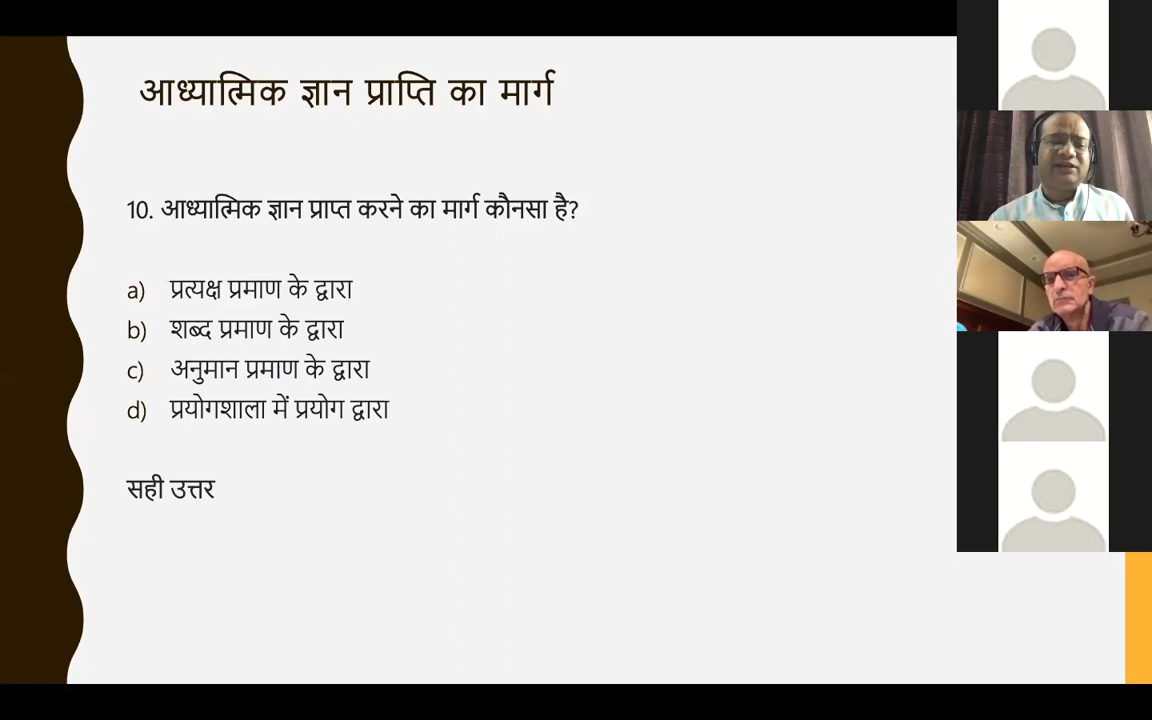 आध्यात्मिक ज्ञान प्राप्ति का मार्ग
10. आध्यात्मिक ज्ञान प्राप्त करने का मार्ग कौनसा है?
a) प्रत्यक्ष प्रमाण के द्वारा
b) शब्द प्रमाण के द्वारा
c) अनुमान प्रमाण के द्वारा
d) प्रयोगशाला में प्रयोग द्वारा
सही उत्तर